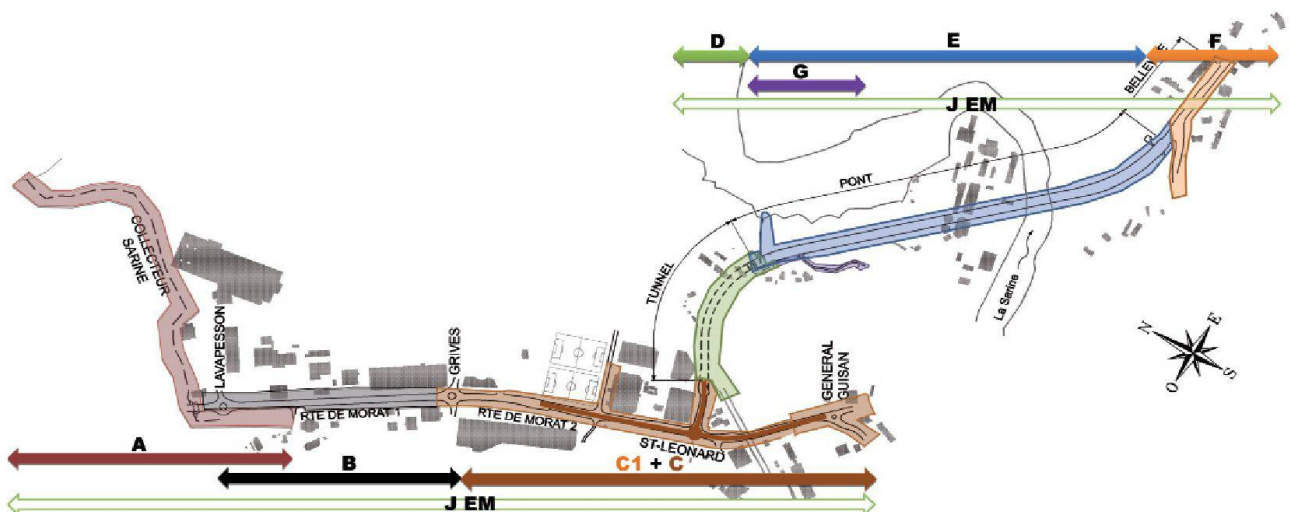 D
E
F
G
J EM
BELLEVUE
PONT
TUNNEL
La Sarine
COLLECTEUR
SARINE
LAVAPESSON
GRIVES
GENERAL
GUISAN
RTE DE MORAT 1
RTE DE MORAT 2
ST-LEONARD
N
E
S
O
A
B
C1 + C
J EM